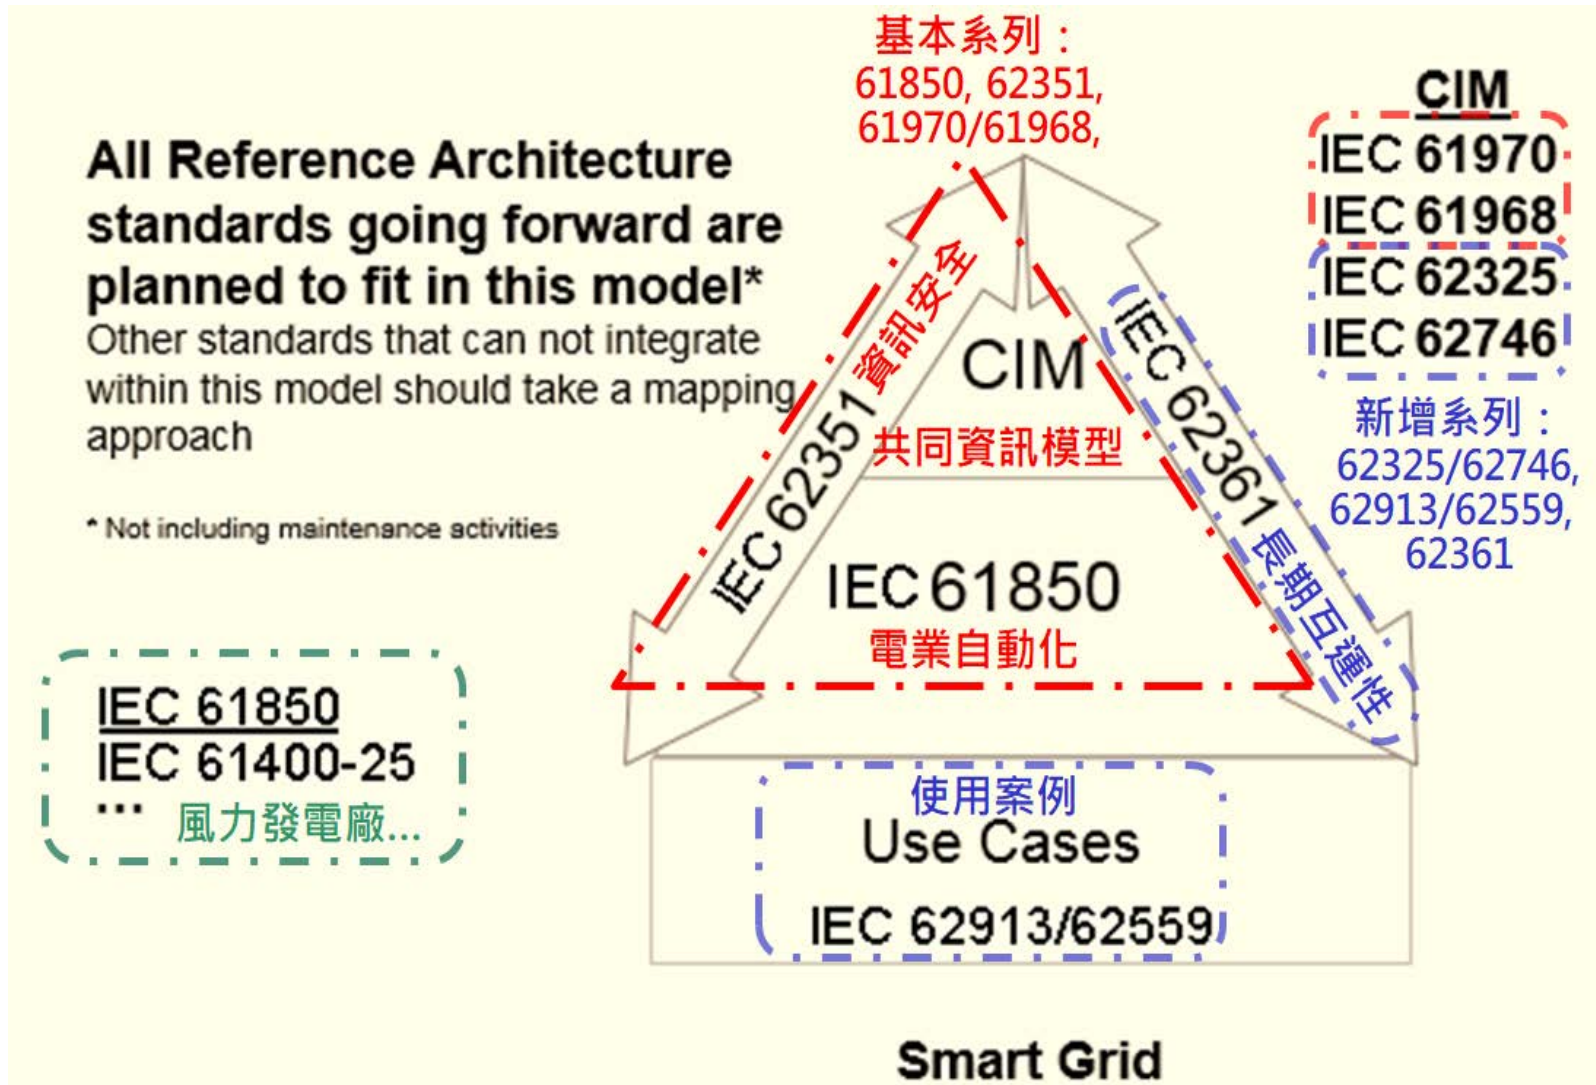 基本系列：
61850, 62351,
61970/61968,
All Reference Architecture
standards going forward are
planned to fit in this model*
Other standards that can not integrate
within this model should take a mapping
approach
* Not including maintenance activities
CIM
IEC 61970
IEC 61968
IEC 62325
IEC 62746
新增系列：
62325/62746,
62913/62559,
62361
IEC 62351 資訊安全
CIM
共同資訊模型
IEC 62361 長期互運性
IEC 61850
電業自動化
IEC 61850
IEC 61400-25
... 風力發電廠...
使用案例
Use Cases
IEC 62913/62559
Smart Grid